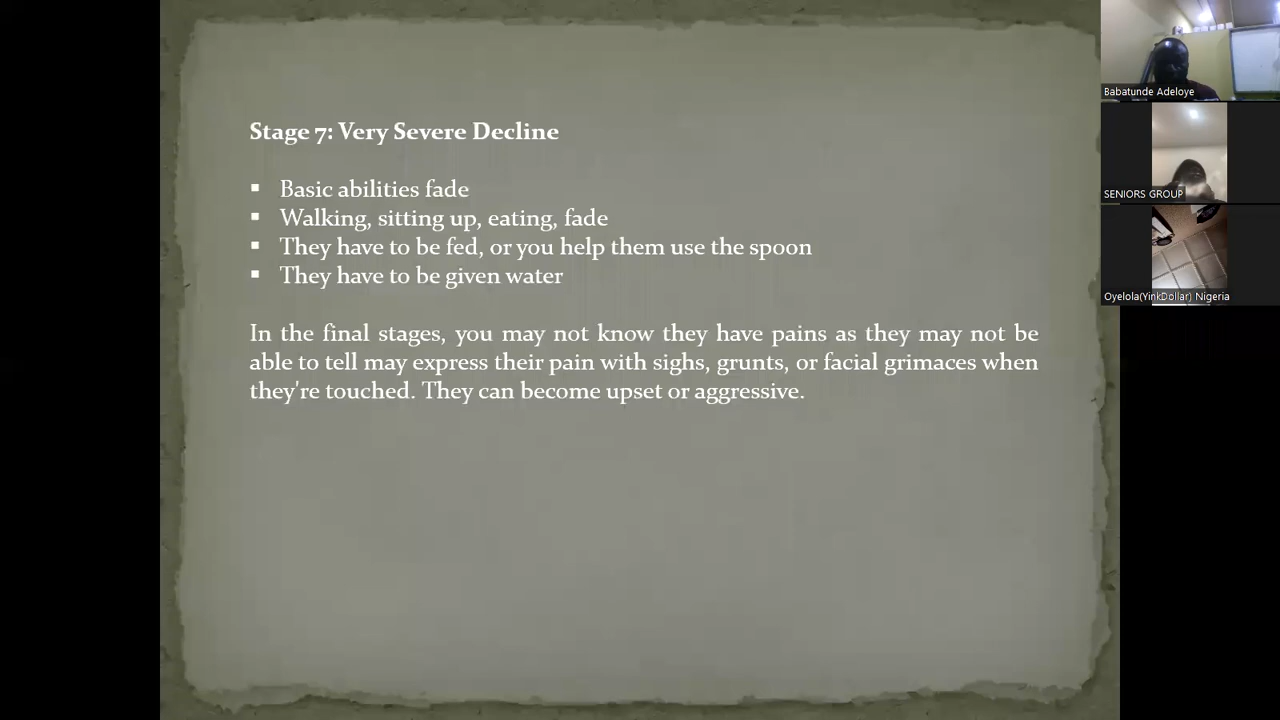 Stage 7: Very Severe Decline
▪ Basic abilities fade
▪ Walking, sitting up, eating, fade
▪ They have to be fed, or you help them use the spoon
▪ They have to be given water
In the final stages, you may not know they have pains as they may not be
able to tell may express their pain with sighs, grunts, or facial grimaces when
they're touched. They can become upset or aggressive.
Babatunde Adeloye
SENIORS GROUP
Oyelola(YinkDollar) Nigeria